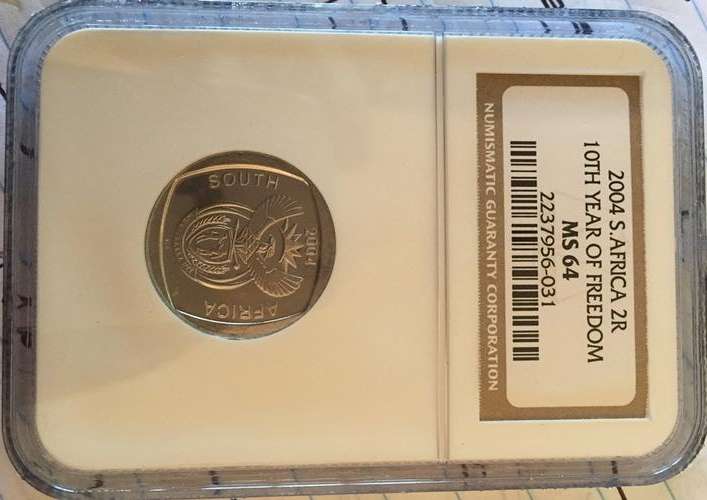 2004 S.AFRICA 2R
10TH YEAR OF FREEDOM
MS 64
2237956-031
NUMISMATIC GUARANTY CORPORATION
2004
SOUTH AFRICA